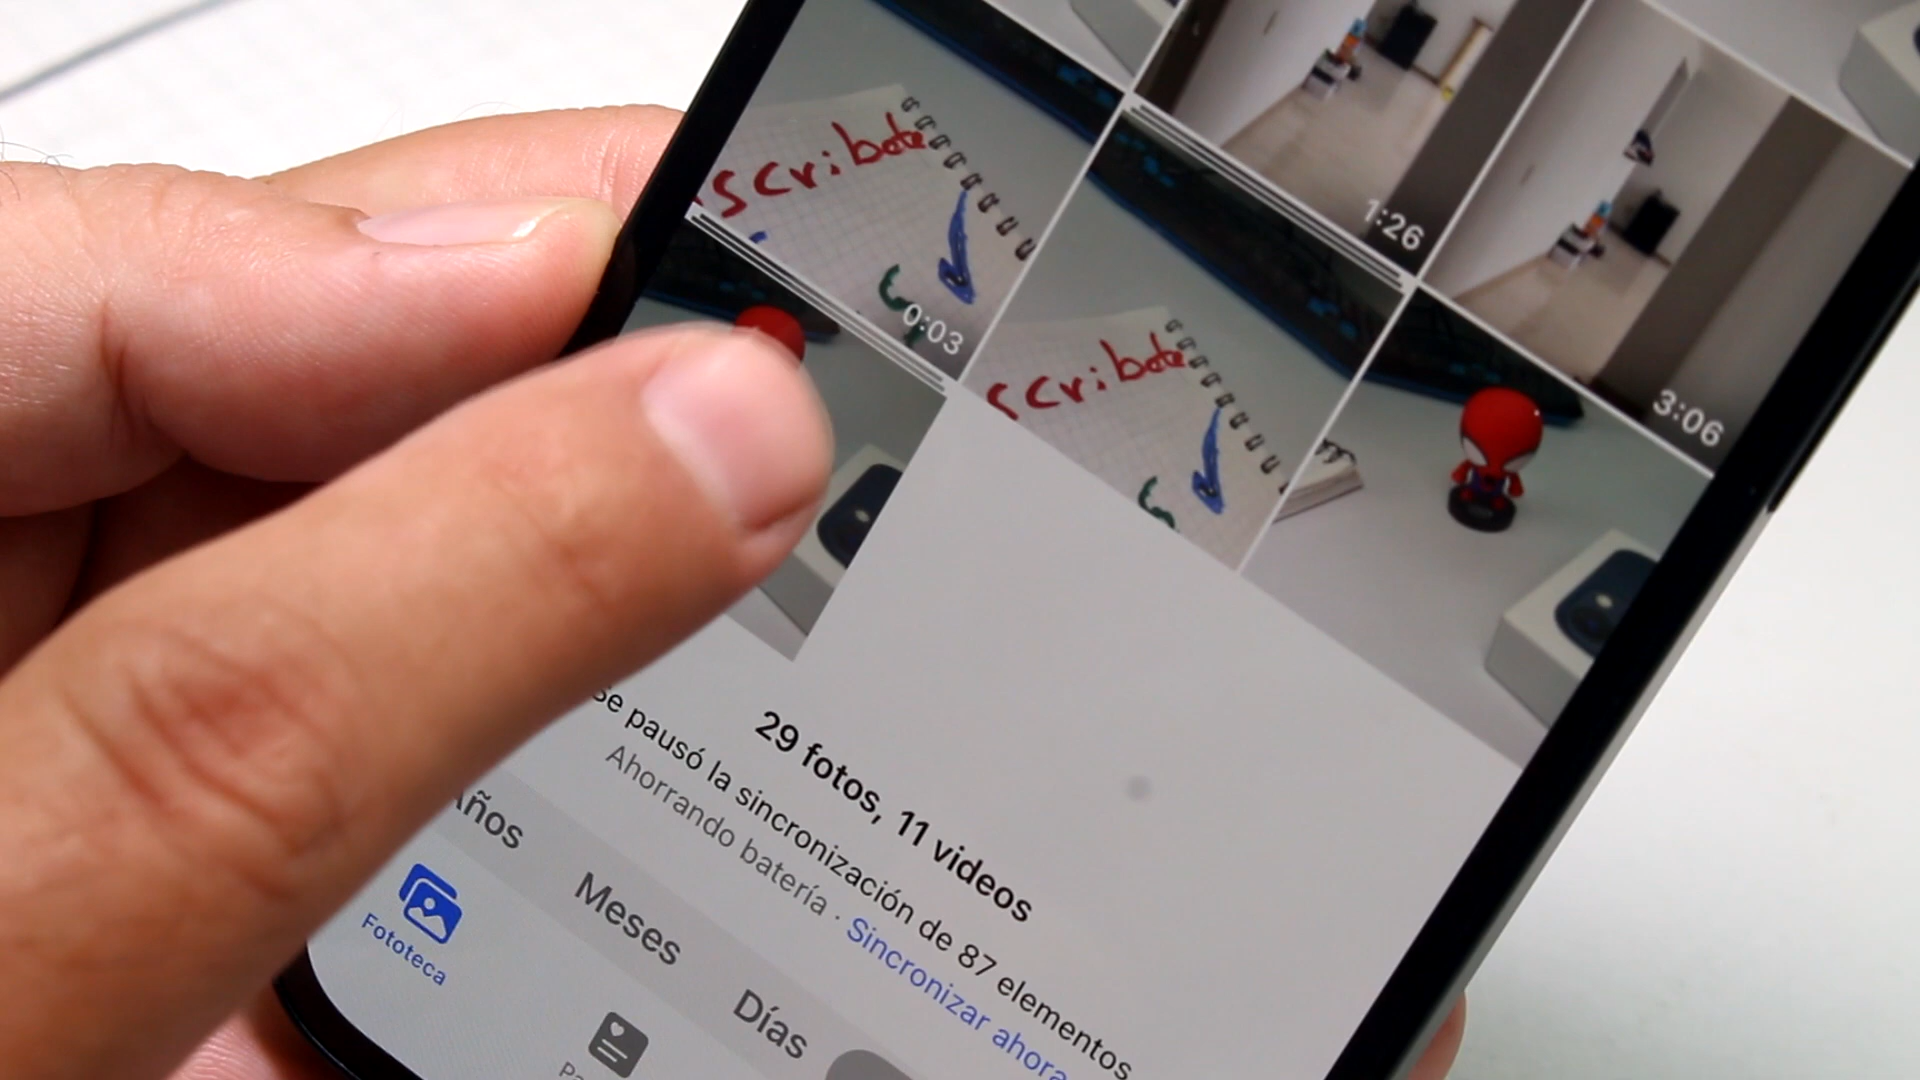 scribete
1:26
0:03
scribete
3:06
29 fotos, 11 videos
Se pausó la sincronización de 87 elementos
Ahorrando batería · Sincronizar ahora
Años
Meses
Días
Fototeca